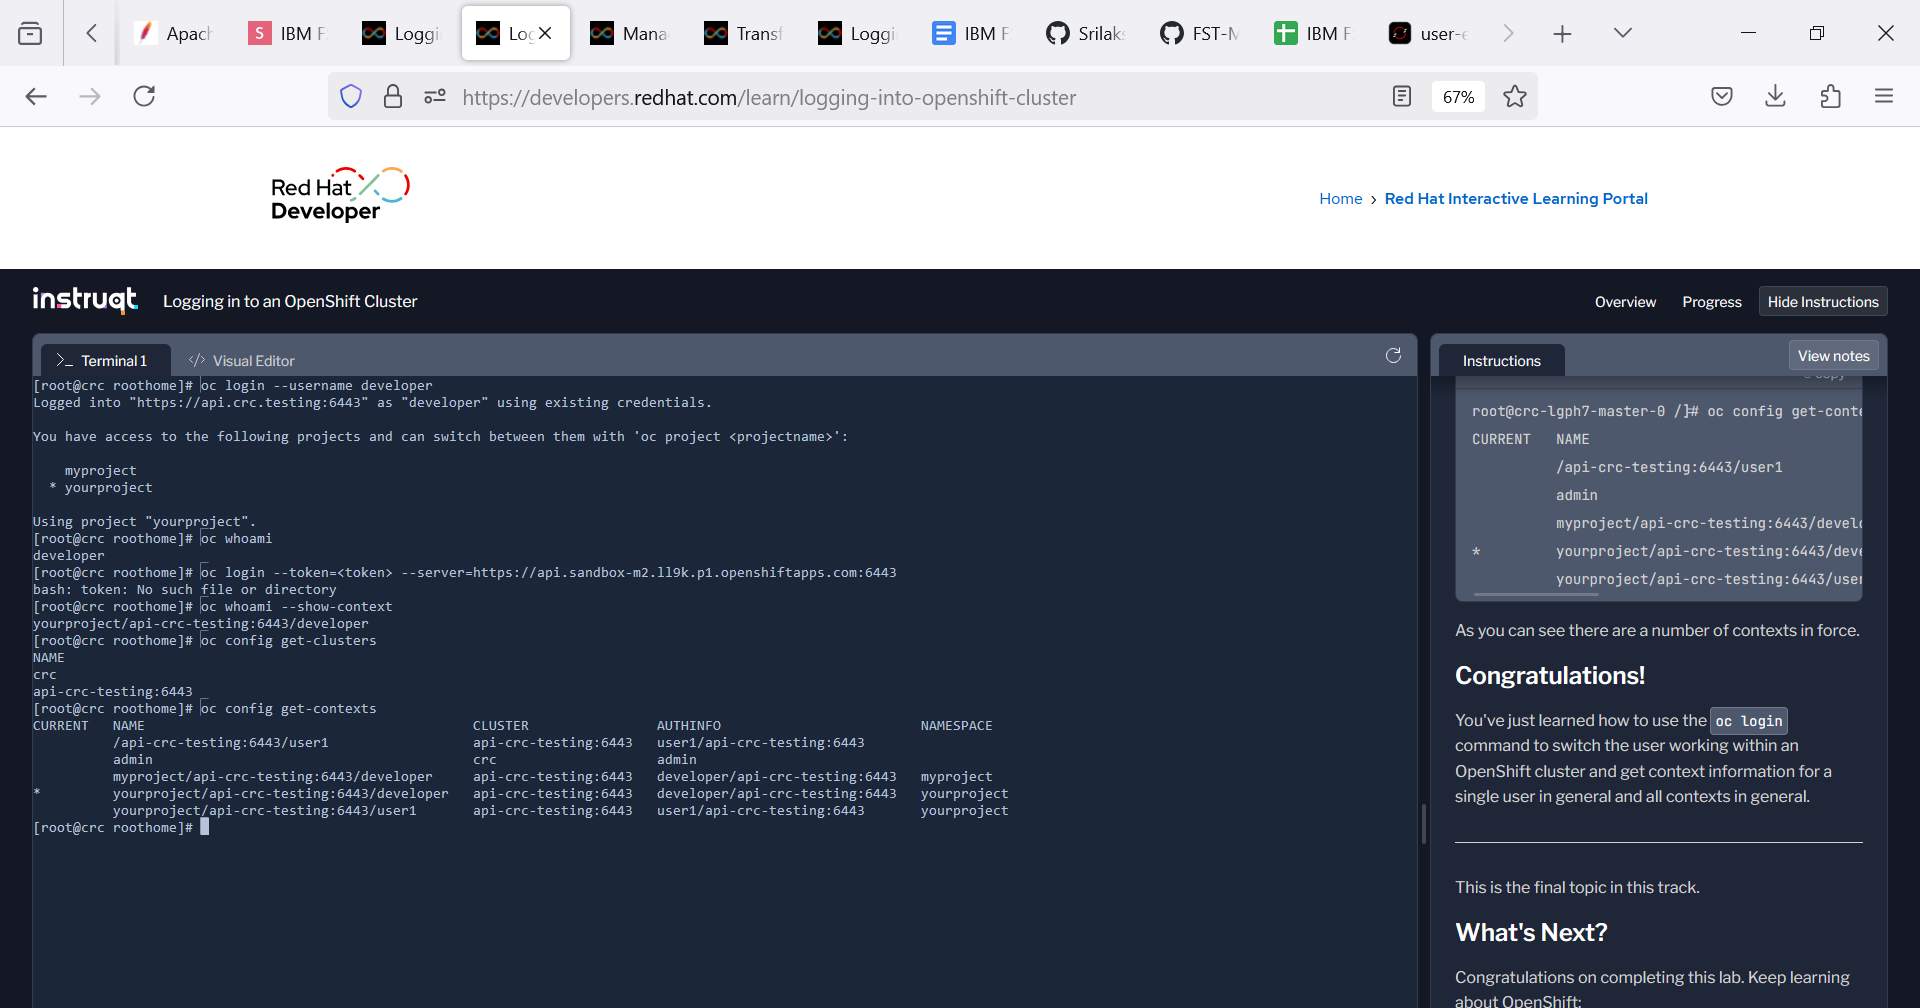 Apach
S IBM F
Loggi
Log
Mana
Transf
Loggi
IBM F
Srilaks
FST-M
IBM F
user-e
https://developers.redhat.com/learn/logging-into-openshift-cluster
67%
Red Hat
Developer
Home > Red Hat Interactive Learning Portal
instruqt Logging in to an OpenShift Cluster
Overview Progress Hide Instructions
>_ Terminal 1 </> Visual Editor
[root@crc roothome]# oc login --username developer
Logged into "https://api.crc.testing:6443" as "developer" using existing credentials.
You have access to the following projects and can switch between them with 'oc project <projectname>':
myproject
* yourproject
Using project "yourproject".
[root@crc roothome]# oc whoami
developer
[root@crc roothome]# oc login --token=<token> --server=https://api.sandbox-m2.ll9k.p1.openshiftapps.com:6443
bash: token: No such file or directory
[root@crc roothome]# oc whoami --show-context
yourproject/api-crc-testing:6443/developer
[root@crc roothome]# oc config get-clusters
NAME
crc
api-crc-testing:6443
[root@crc roothome]# oc config get-contexts
CURRENT NAME CLUSTER AUTHINFO NAMESPACE
/api-crc-testing:6443/user1 api-crc-testing:6443 user1/api-crc-testing:6443
admin crc admin
myproject/api-crc-testing:6443/developer api-crc-testing:6443 developer/api-crc-testing:6443 myproject
* yourproject/api-crc-testing:6443/developer api-crc-testing:6443 developer/api-crc-testing:6443 yourproject
yourproject/api-crc-testing:6443/user1 api-crc-testing:6443 user1/api-crc-testing:6443 yourproject
[root@crc roothome]#
Instructions View notes
root@crc-lgph7-master-0 /]# oc config get-conte
CURRENT NAME
/api-crc-testing:6443/user1
admin
myproject/api-crc-testing:6443/develo
* yourproject/api-crc-testing:6443/deve
yourproject/api-crc-testing:6443/user
As you can see there are a number of contexts in force.
Congratulations!
You've just learned how to use the oc login
command to switch the user working within an
OpenShift cluster and get context information for a
single user in general and all contexts in general.
This is the final topic in this track.
What's Next?
Congratulations on completing this lab. Keep learning
about OpenShift: